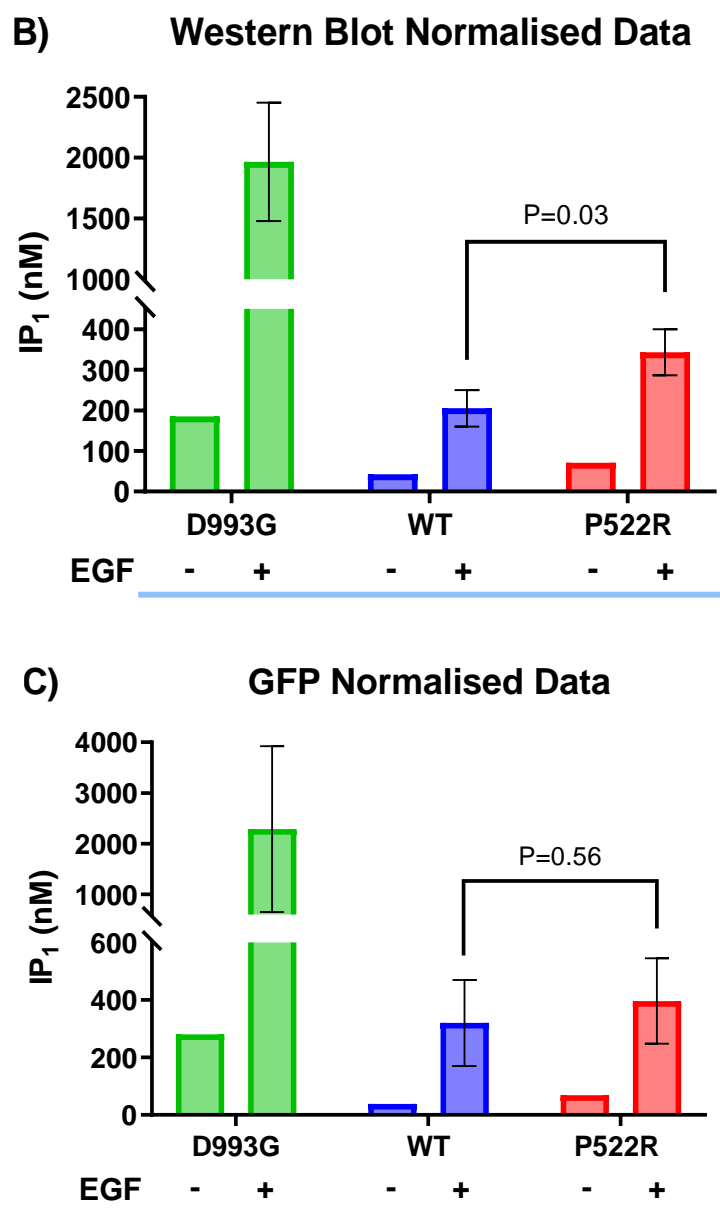 B) Western Blot Normalised Data
2500
2000
1500
1000
400
300
200
100
0
IP₁ (nM)
P=0.03
D993G WT P522R
EGF - + - + - +
C) GFP Normalised Data
4000
3000
2000
1000
600
400
200
0
IP₁ (nM)
P=0.56
D993G WT P522R
EGF - + - + - +